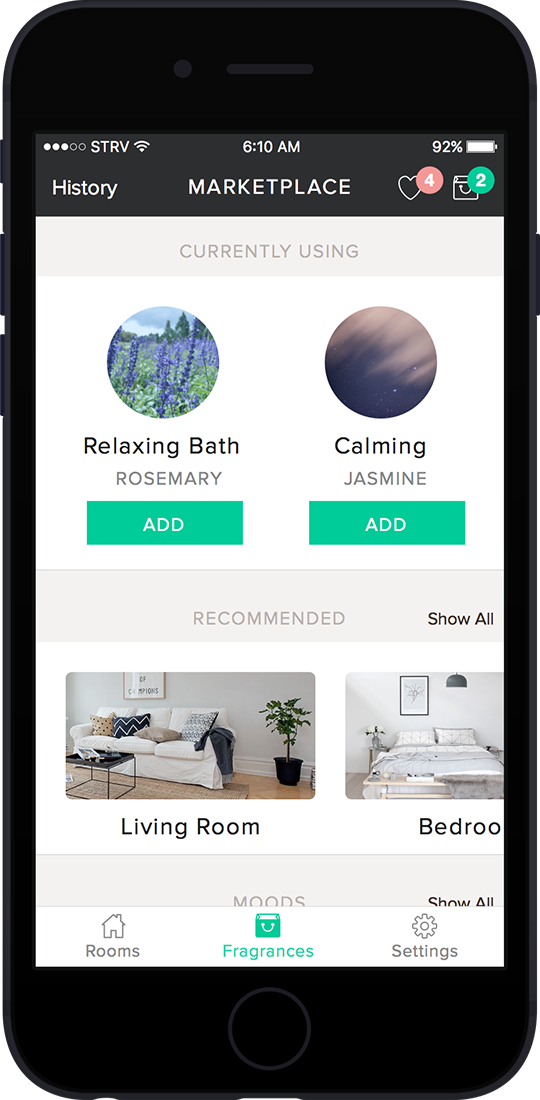 STRV 6:10 AM 92%
History MARKETPLACE 4 2
CURRENTLY USING
Relaxing Bath Calming
ROSEMARY JASMINE
ADD ADD
RECOMMENDED Show All
OF
CHAMPIONS
Living Room Bedroo
MOODS Show All
Rooms Fragrances Settings